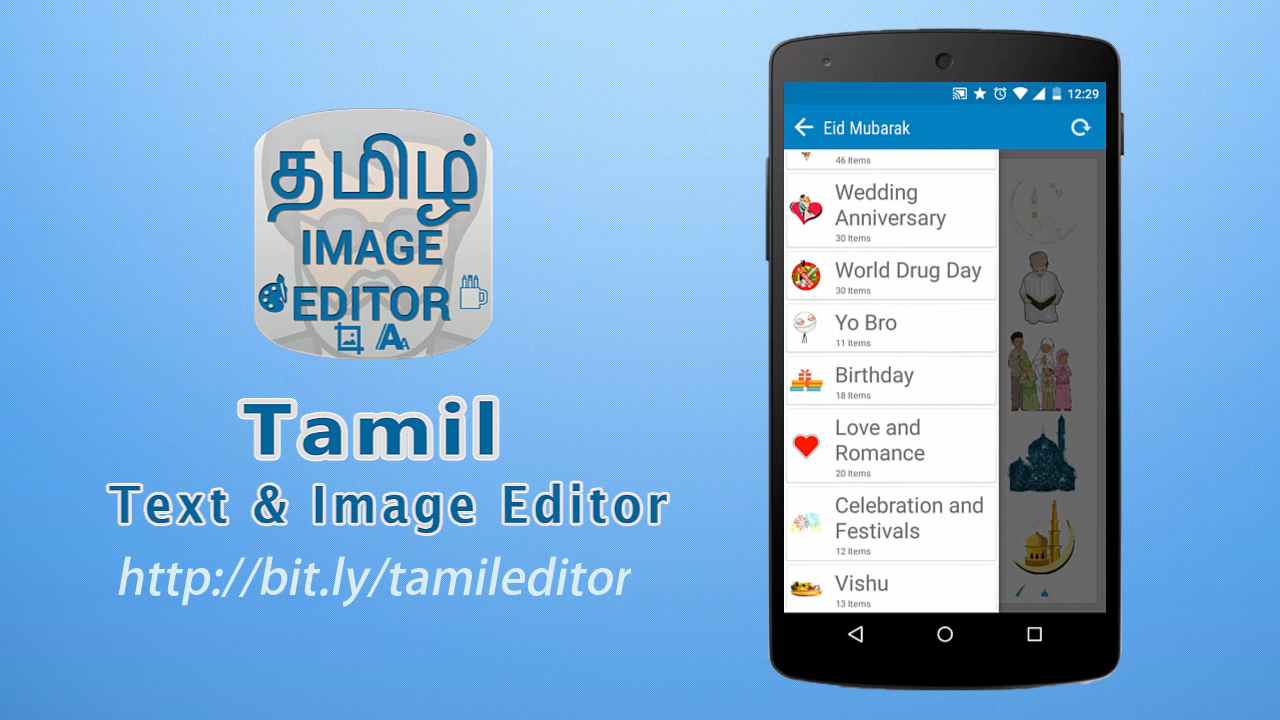 தமிழ்
IMAGE
EDITOR
Tamil
Text & Image Editor
http://bit.ly/tamileditor
12:29
Eid Mubarak
46 Items
Wedding
Anniversary
30 Items
World Drug Day
30 Items
Yo Bro
11 Items
Birthday
18 Items
Love and
Romance
20 Items
Celebration and
Festivals
12 Items
Vishu
13 Items